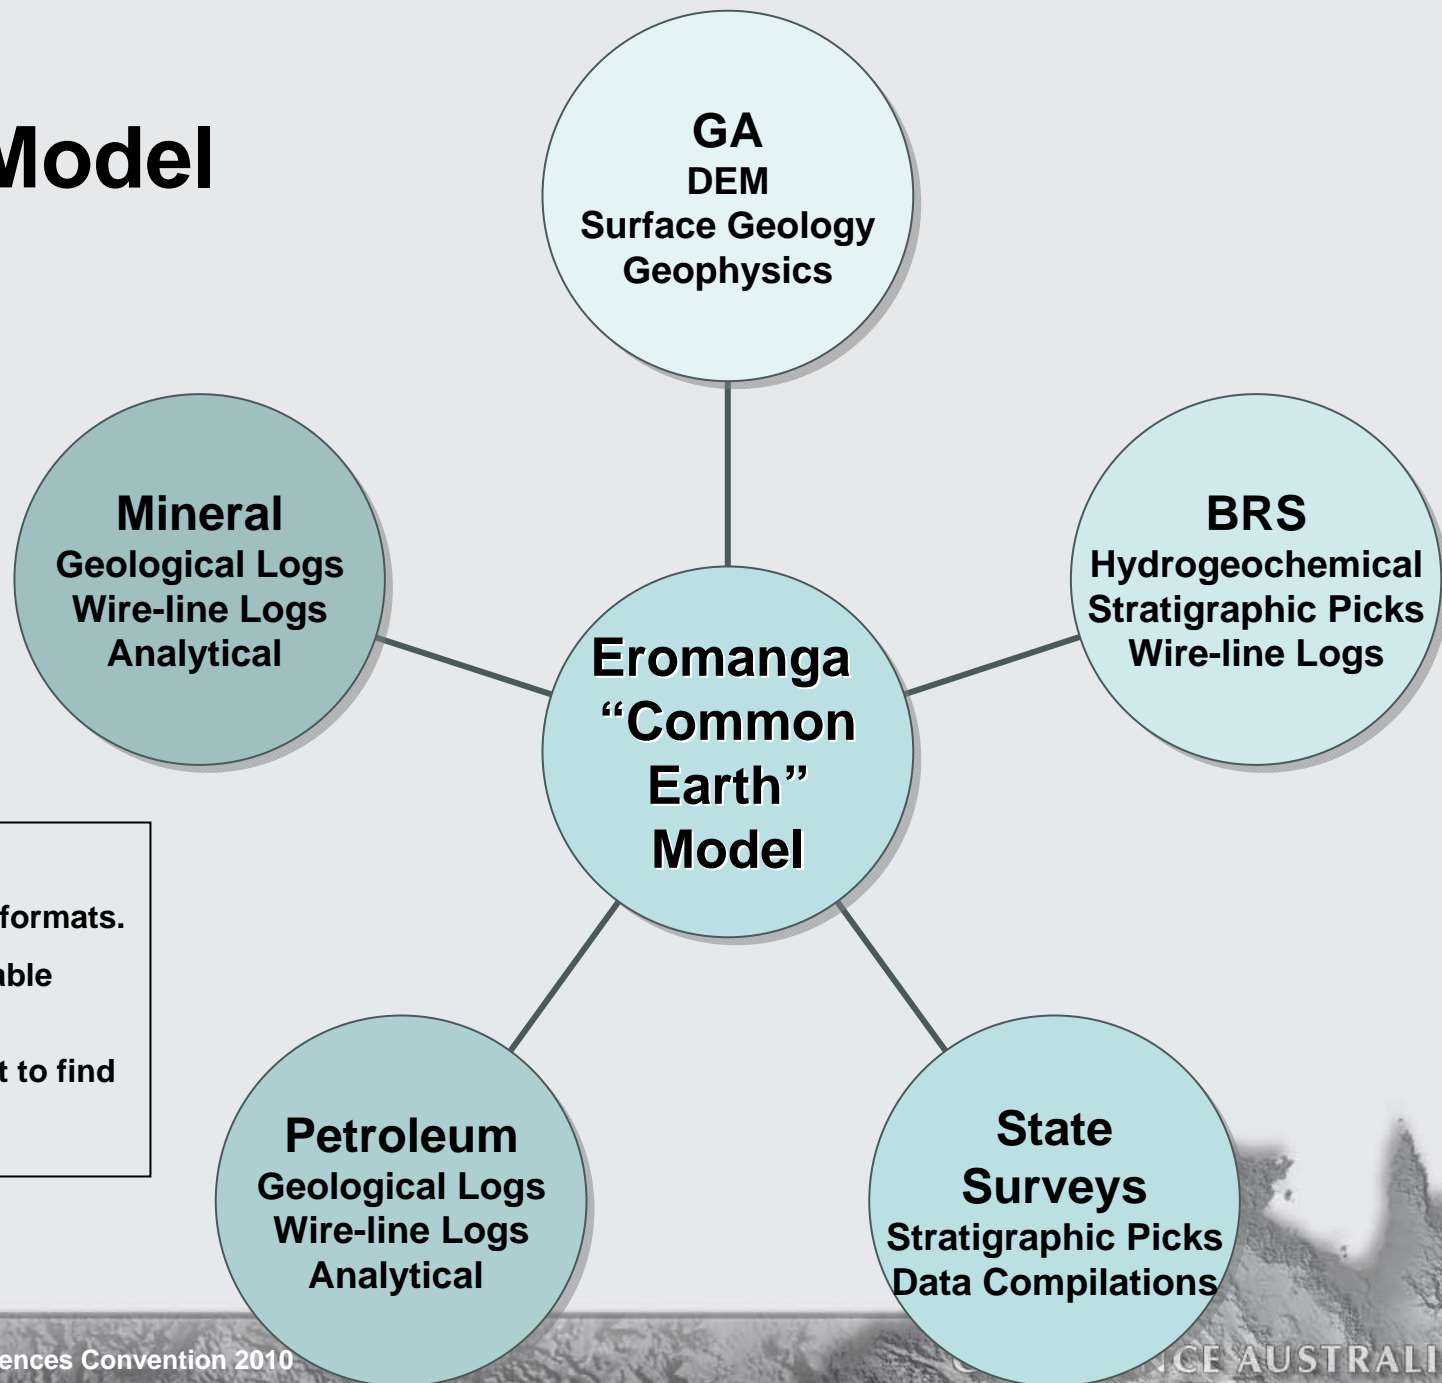 Model
GA
DEM
Surface Geology
Geophysics
Mineral
Geological Logs
Wire-line Logs
Analytical
BRS
Hydrogeochemical
Stratigraphic Picks
Wire-line Logs
Eromanga
“Common
Earth”
Model
formats.
able
t to find
Petroleum
Geological Logs
Wire-line Logs
Analytical
State
Surveys
Stratigraphic Picks
Data Compilations
ences Convention 2010
CE AUSTRALI